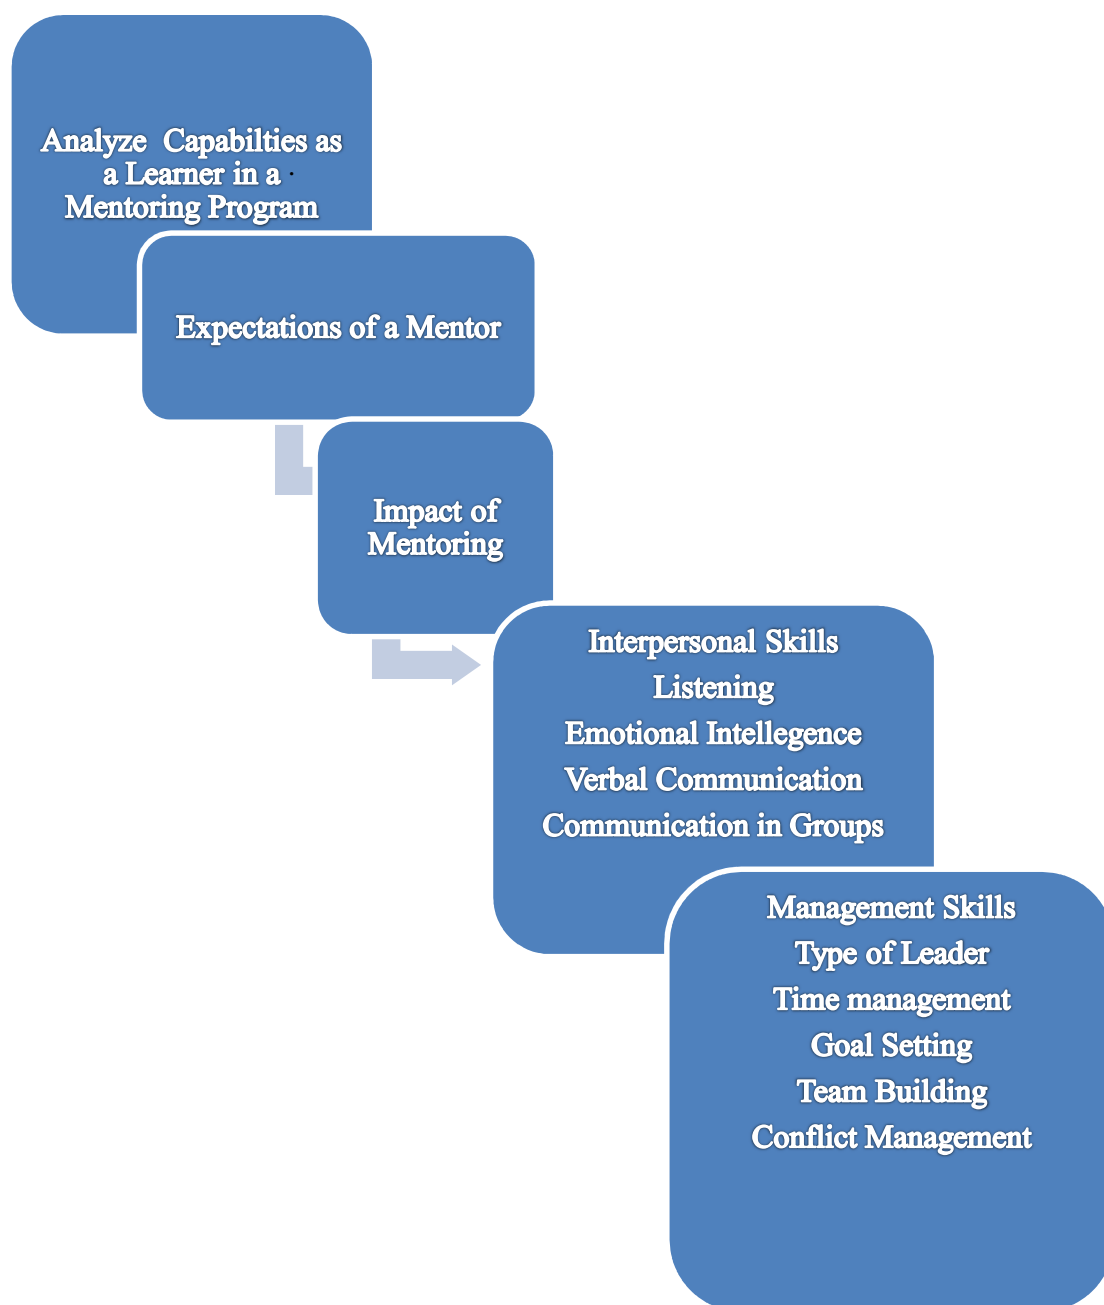 Analyze  Capabilties as
a Learner in a .
Mentoring Program
Expectations of a Mentor
Impact of
Mentoring
Interpersonal Skills
Listening
Emotional Intellegence
Verbal Communication
Communication in Groups
Management Skills
Type of Leader
Time management
Goal Setting
Team Building
Conflict Management